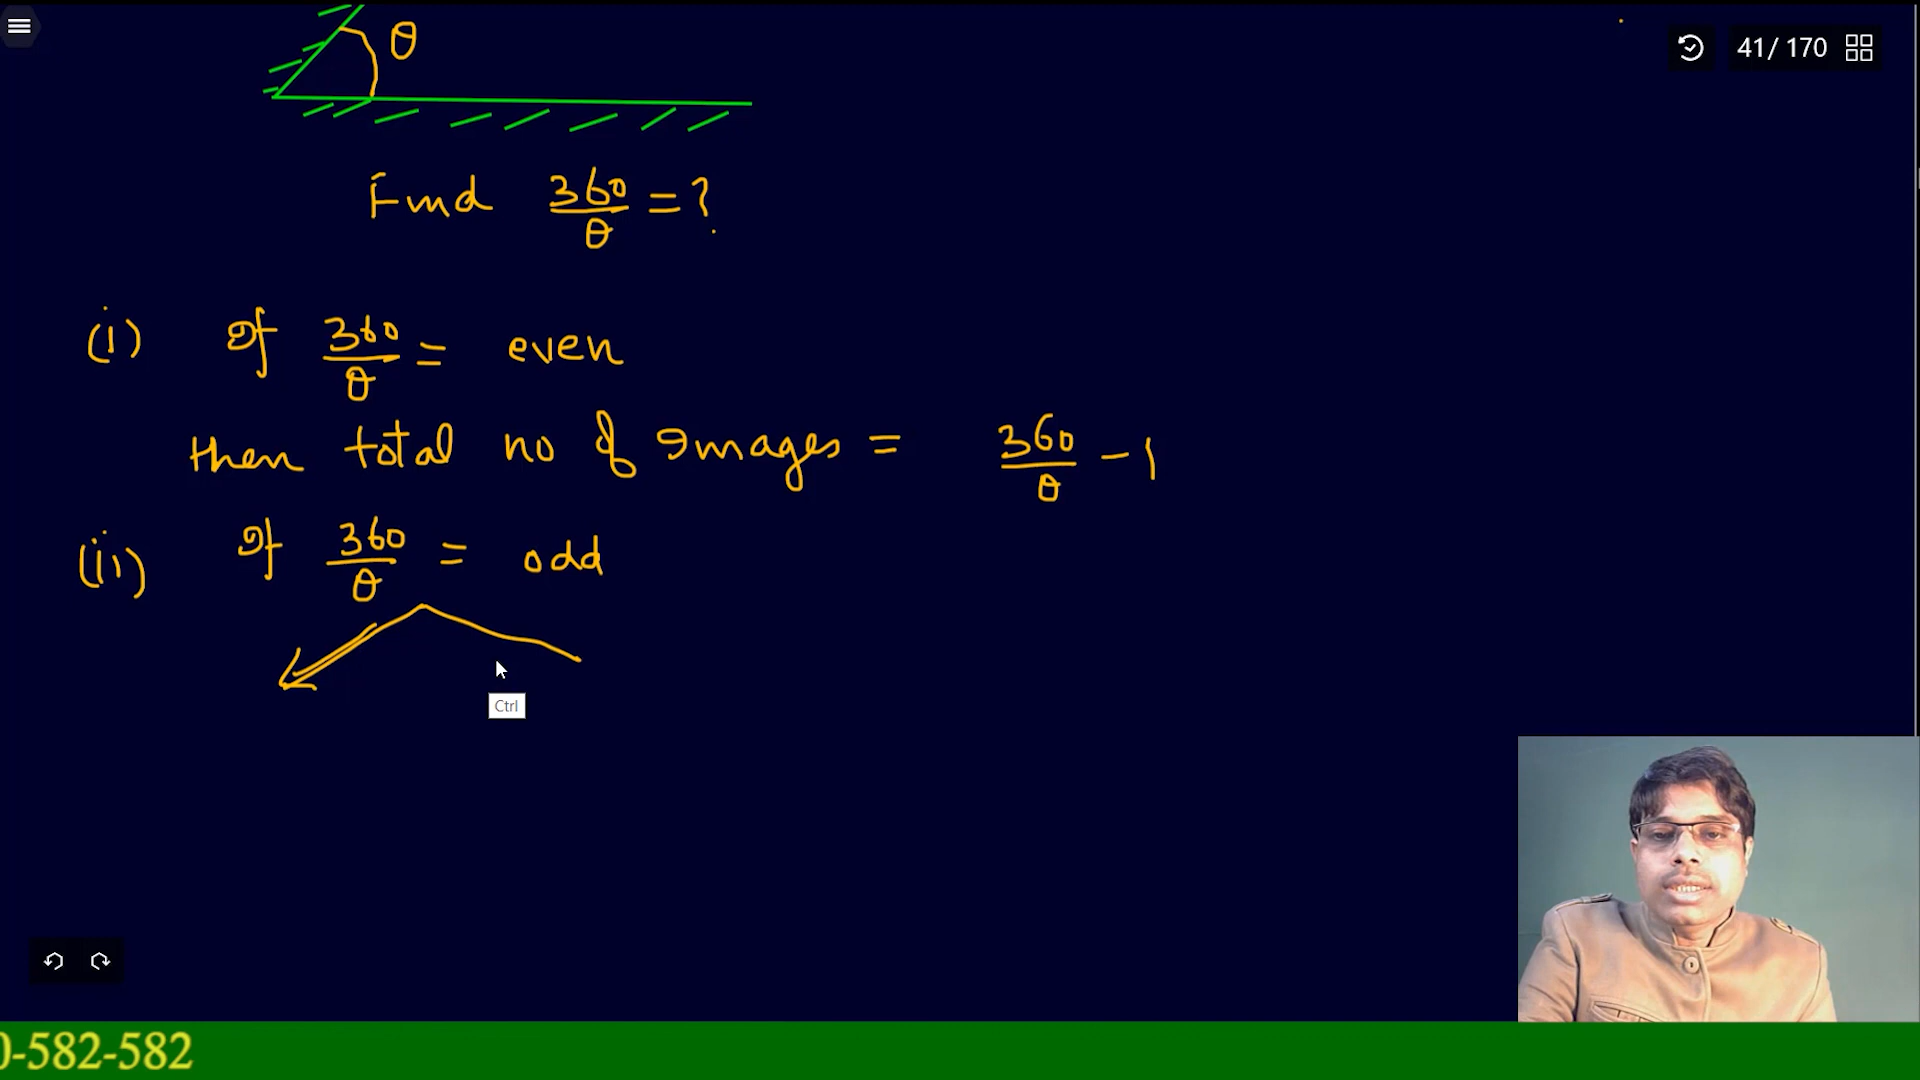 41/ 170
θ
Find 360/θ = ?
(i) If 360/θ = even
then total no of Images = 360/θ - 1
(ii) If 360/θ = odd
Ctrl
0-582-582